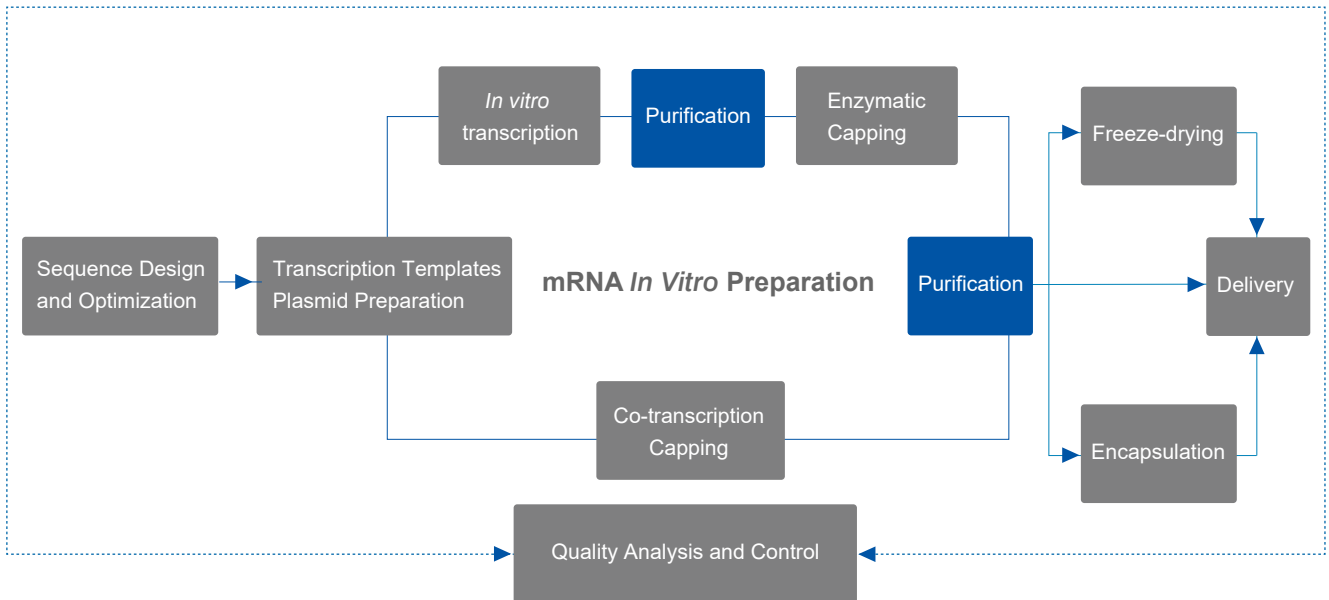 In vitro
transcription
Purification
Enzymatic
Capping
Freeze-drying
Sequence Design
and Optimization
Transcription Templates
Plasmid Preparation
mRNA In Vitro Preparation
Purification
Delivery
Co-transcription
Capping
Encapsulation
Quality Analysis and Control